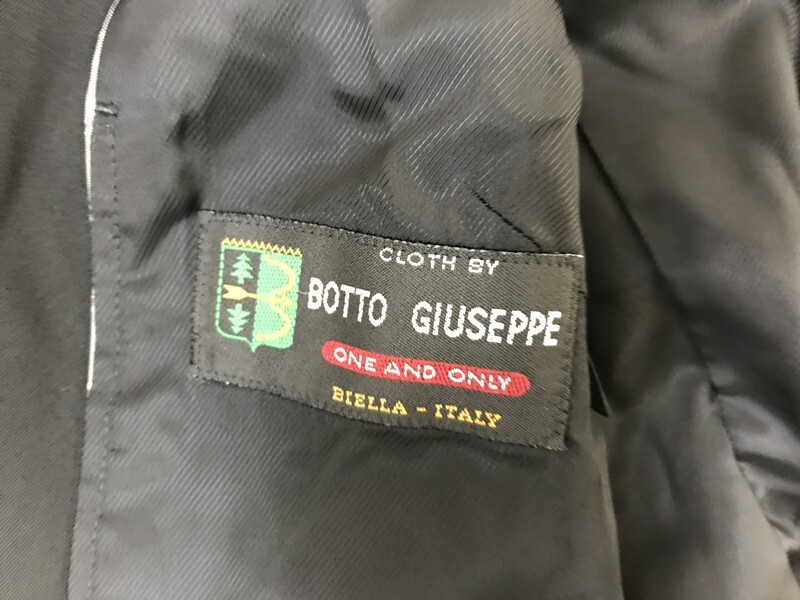 CLOTH BY
BOTTO GIUSEPPE
ONE AND ONLY
BIELLA - ITALY